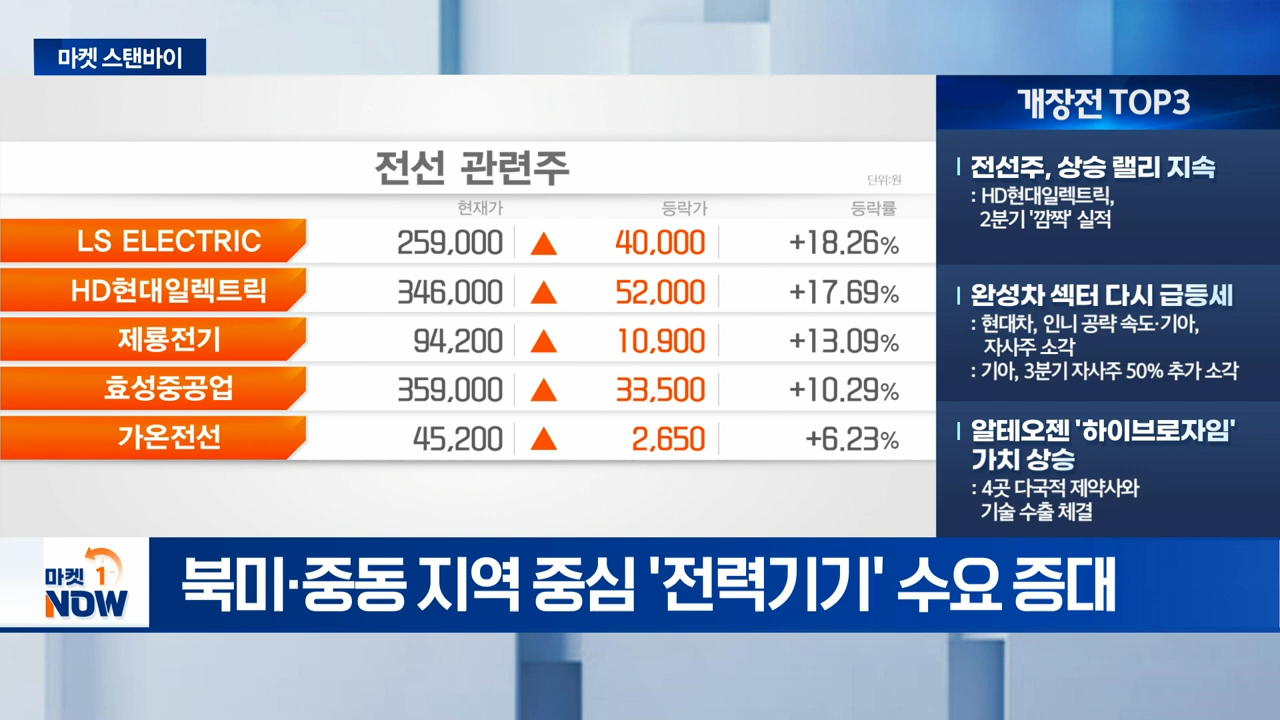 마켓 스탠바이
전선 관련주
단위:원
현재가 등락가 등락률
LS ELECTRIC 259,000 ▲ 40,000 +18.26%
HD현대일렉트릭 346,000 ▲ 52,000 +17.69%
제룡전기 94,200 ▲ 10,900 +13.09%
효성중공업 359,000 ▲ 33,500 +10.29%
가온전선 45,200 ▲ 2,650 +6.23%
개장전 TOP3
전선주, 상승 랠리 지속
: HD현대일렉트릭,
2분기 '깜짝' 실적
완성차 섹터 다시 급등세
: 현대차, 인니 공략 속도·기아,
자사주 소각
: 기아, 3분기 자사주 50% 추가 소각
알테오젠 '하이브로자임'
가치 상승
: 4곳 다국적 제약사와
기술 수출 체결
마켓 1
NOW
북미·중동 지역 중심 '전력기기' 수요 증대